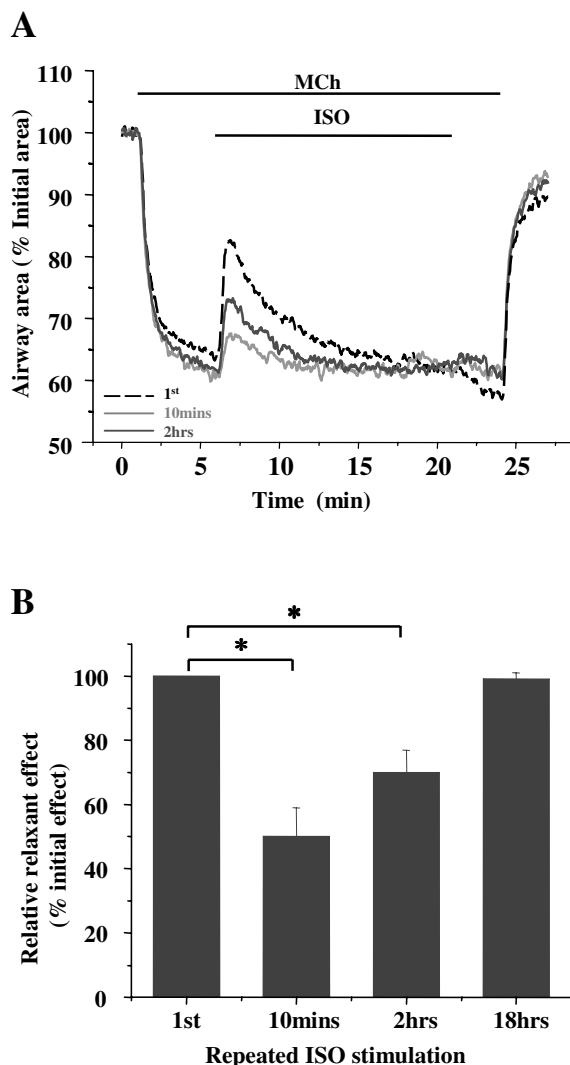 A
110
100
90
80
70
60
50
Airway area (% Initial area)
MCh
ISO
1st
10mins
2hrs
0 5 10 15 20 25
Time (min)
B
* *
100
80
60
40
20
0
Relative relaxant effect
(% initial effect)
1st 10mins 2hrs 18hrs
Repeated ISO stimulation